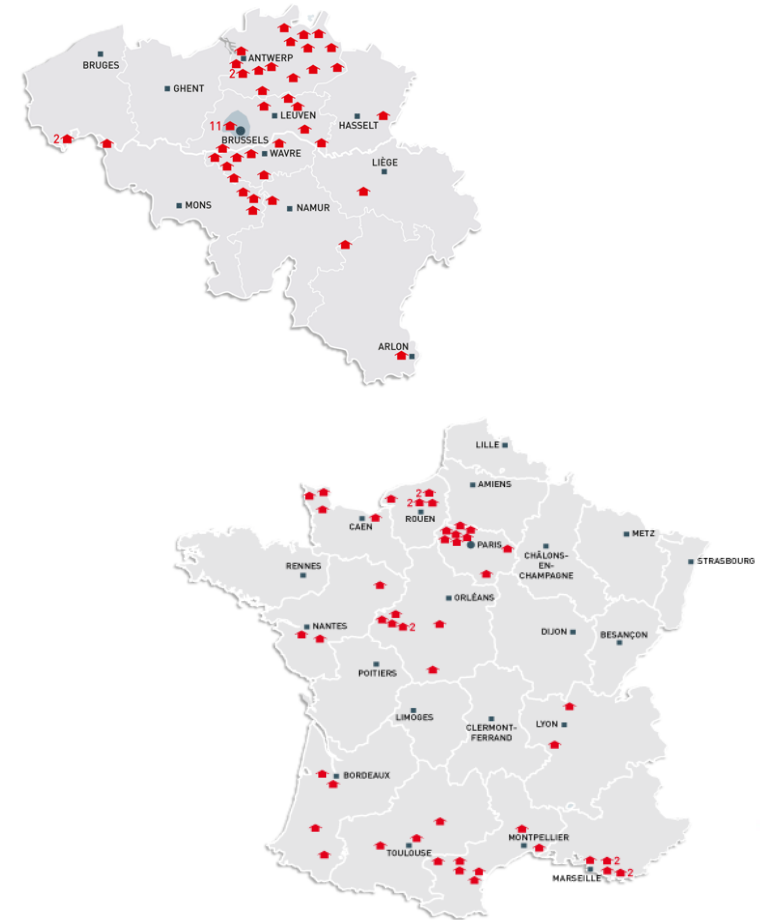 BRUGES
ANTWERP
2
GHENT
11
LEUVEN
HASSELT
BRUSSELS
2
WAVRE
LIÈGE
MONS
NAMUR
ARLON
LILLE
AMIENS
2
2
ROUEN
CAEN
PARIS
METZ
CHÂLONS-
EN-
CHAMPAGNE
STRASBOURG
RENNES
ORLÉANS
NANTES
2
DIJON
BESANÇON
POITIERS
LIMOGES
CLERMONT-
FERRAND
LYON
BORDEAUX
MONTPELLIER
TOULOUSE
2
2
MARSEILLE